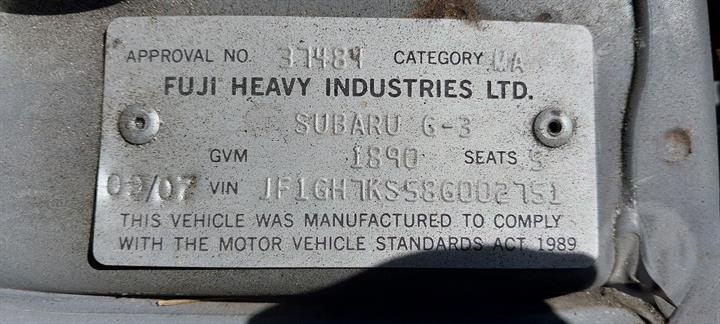 APPROVAL NO. 37484 CATEGORY MA
FUJI HEAVY INDUSTRIES LTD.
SUBARU G-3
GVM 1890 SEATS 5
09/07 VIN JF1GH7KS58G002751
THIS VEHICLE WAS MANUFACTURED TO COMPLY
WITH THE MOTOR VEHICLE STANDARDS ACT 1989